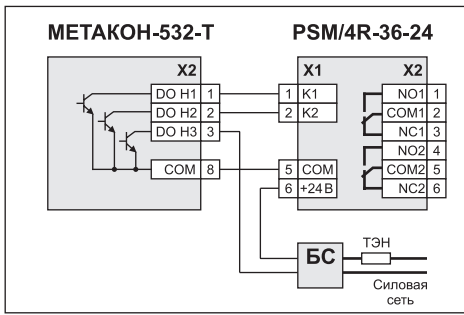 МЕТАКОН-532-Т PSM/4R-36-24
X2 X1 X2
DO H1 1 1 K1 NO1 1
DO H2 2 2 K2 COM1 2
DO H3 3 NC1 3
NO2 4
COM 8 5 COM COM2 5
6 +24 В NC2 6
БС ТЭН
Силовая
сеть